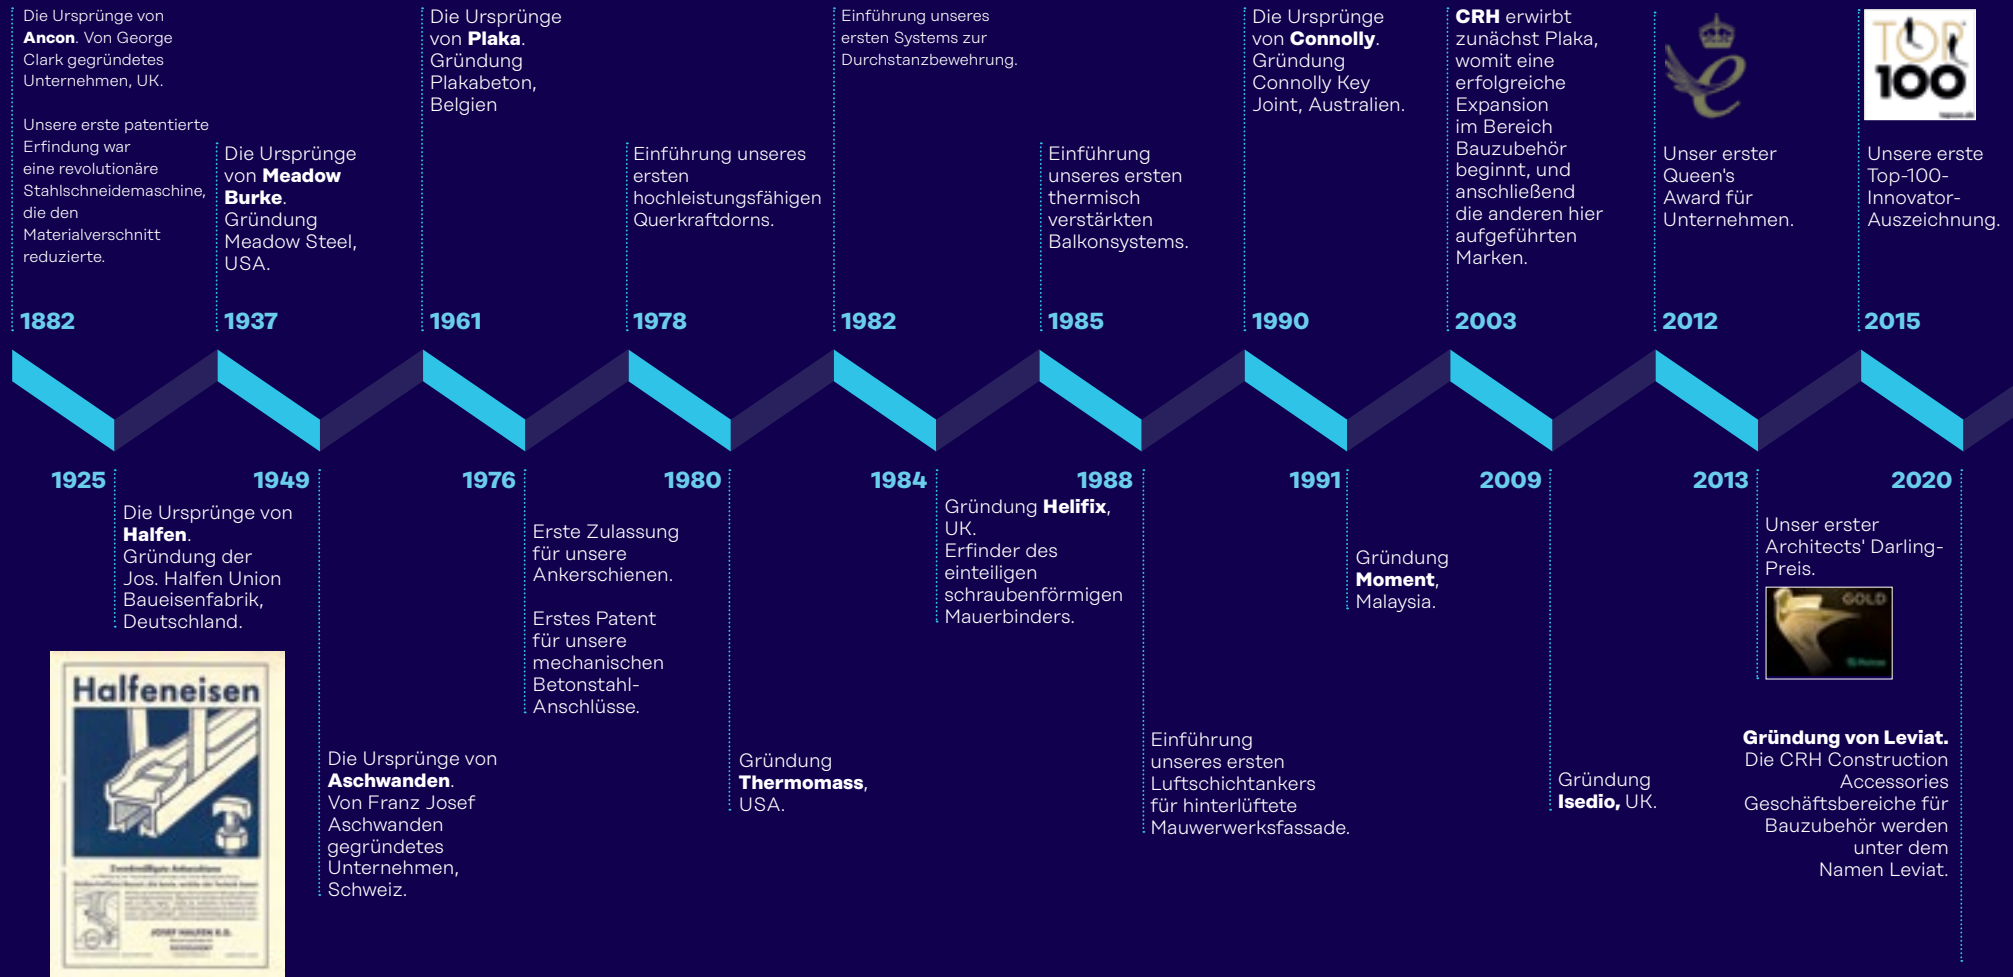 Die Ursprünge von
Ancon. Von George
Clark gegründetes
Unternehmen, UK.
Unsere erste patentierte
Erfindung war
eine revolutionäre
Stahlschneidemaschine,
die den
Materialverschnitt
reduzierte.
1882
Die Ursprünge
von Meadow
Burke.
Gründung
Meadow Steel,
USA.
1937
Die Ursprünge
von Plaka.
Gründung
Plakabeton,
Belgien
1961
Einführung unseres
ersten
hochleistungsfähigen
Querkraftdorns.
1978
Einführung unseres
ersten Systems zur
Durchstanzbewehrung.
1982
Einführung
unseres ersten
thermisch
verstärkten
Balkonsystems.
1985
Die Ursprünge
von Connolly.
Gründung
Connolly Key
Joint, Australien.
1990
CRH erwirbt
zunächst Plaka,
womit eine
erfolgreiche
Expansion
im Bereich
Bauzubehör
beginnt, und
anschließend
die anderen hier
aufgeführten
Marken.
2003
Unser erster
Queen's
Award für
Unternehmen.
2012
TOP
100
Unsere erste
Top-100-
Innovator-
Auszeichnung.
2015
1925
Die Ursprünge von
Halfen.
Gründung der
Jos. Halfen Union
Baueisenfabrik,
Deutschland.
Halfeneisen
1949
Die Ursprünge von
Aschwanden.
Von Franz Josef
Aschwanden
gegründetes
Unternehmen,
Schweiz.
1976
Erste Zulassung
für unsere
Ankerschienen.
Erstes Patent
für unsere
mechanischen
Betonstahl-
Anschlüsse.
1980
Gründung
Thermomass,
USA.
1984
Gründung Helifix,
UK.
Erfinder des
einteiligen
schraubenförmigen
Mauerbinders.
1988
Einführung
unseres ersten
Luftschichtankers
für hinterlüftete
Mauwerwerksfassade.
1991
Gründung
Moment,
Malaysia.
2009
Gründung
Isedio, UK.
2013
Unser erster
Architects' Darling-
Preis.
GOLD
2020
Gründung von Leviat.
Die CRH Construction
Accessories
Geschäftsbereiche für
Bauzubehör werden
unter dem
Namen Leviat.